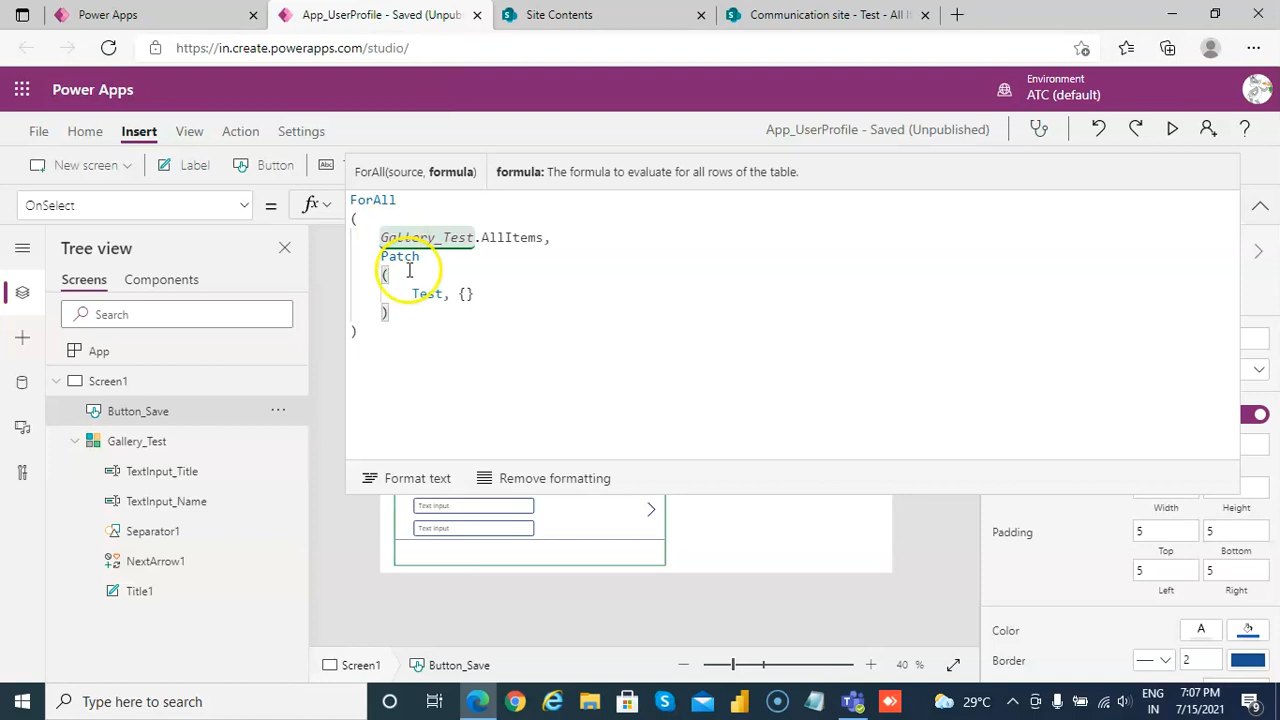 Power Apps
App_UserProfile - Saved (Unpub
Site Contents
Communication site - Test - All I
https://in.create.powerapps.com/studio/
Power Apps
Environment
ATC (default)
File
Home
Insert
View
Action
Settings
App_UserProfile - Saved (Unpublished)
New screen
Label
Button
Abc
ForAll(source, formula)
formula: The formula to evaluate for all rows of the table.
OnSelect
=
fx
ForAll
(
Gallery_Test.AllItems,
Patch
(
Test, {}
)
)
Tree view
Screens
Components
Search
App
Screen1
Button_Save
Gallery_Test
TextInput_Title
TextInput_Name
Separator1
NextArrow1
Title1
Format text
Remove formatting
Text input
Text input
Width
Height
Padding
5
5
Top
Bottom
5
5
Left
Right
Color
A
Border
2
Screen1
Button_Save
40 %
Type here to search
29°C
ENG
IN
7:07 PM
7/15/2021
9